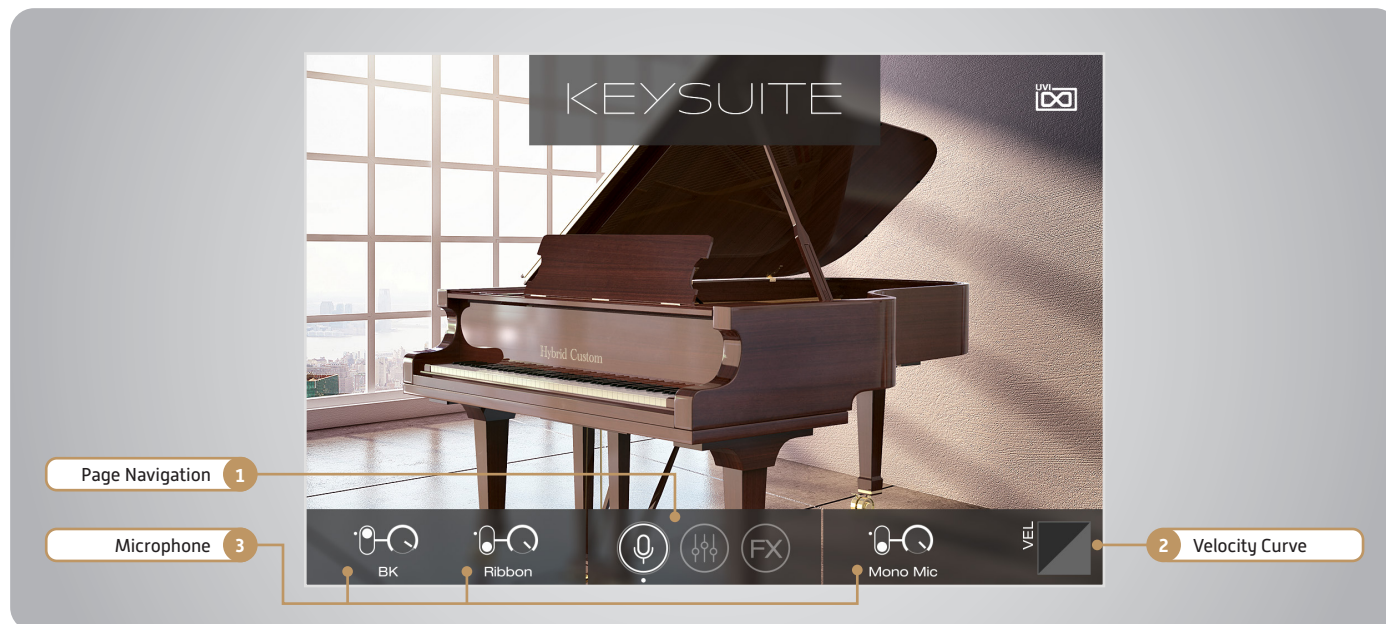 KEYSUITE
UVI
Hybrid Custom
Page Navigation 1
Microphone 3
BK
Ribbon
FX
Mono Mic
VEL
2 Velocity Curve